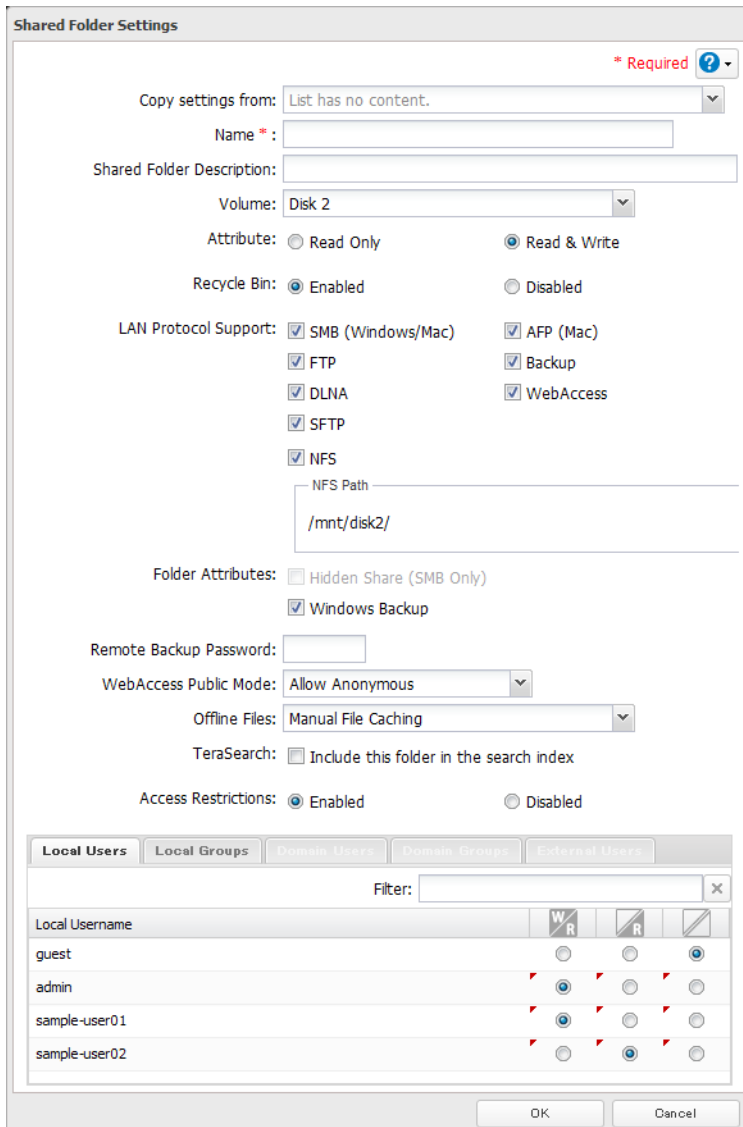 Shared Folder Settings
* Required ?
Copy settings from: List has no content.
Name * :
Shared Folder Description:
Volume: Disk 2
Attribute: Read Only Read & Write
Recycle Bin: Enabled Disabled
LAN Protocol Support: SMB (Windows/Mac) AFP (Mac)
FTP Backup
DLNA WebAccess
SFTP
NFS
NFS Path
/mnt/disk2/
Folder Attributes: Hidden Share (SMB Only)
Windows Backup
Remote Backup Password:
WebAccess Public Mode: Allow Anonymous
Offline Files: Manual File Caching
TeraSearch: Include this folder in the search index
Access Restrictions: Enabled Disabled
Local Users Local Groups Domain Users Domain Groups External Users
Filter:
Local Username W/R R
guest
admin
sample-user01
sample-user02
OK Cancel